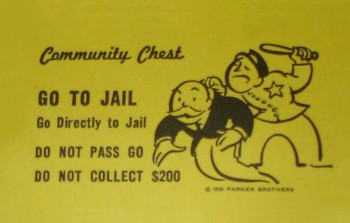 Community Chest
GO TO JAIL
Go Directly to Jail
DO NOT PASS GO
DO NOT COLLECT $200
© 1936 PARKER BROTHERS